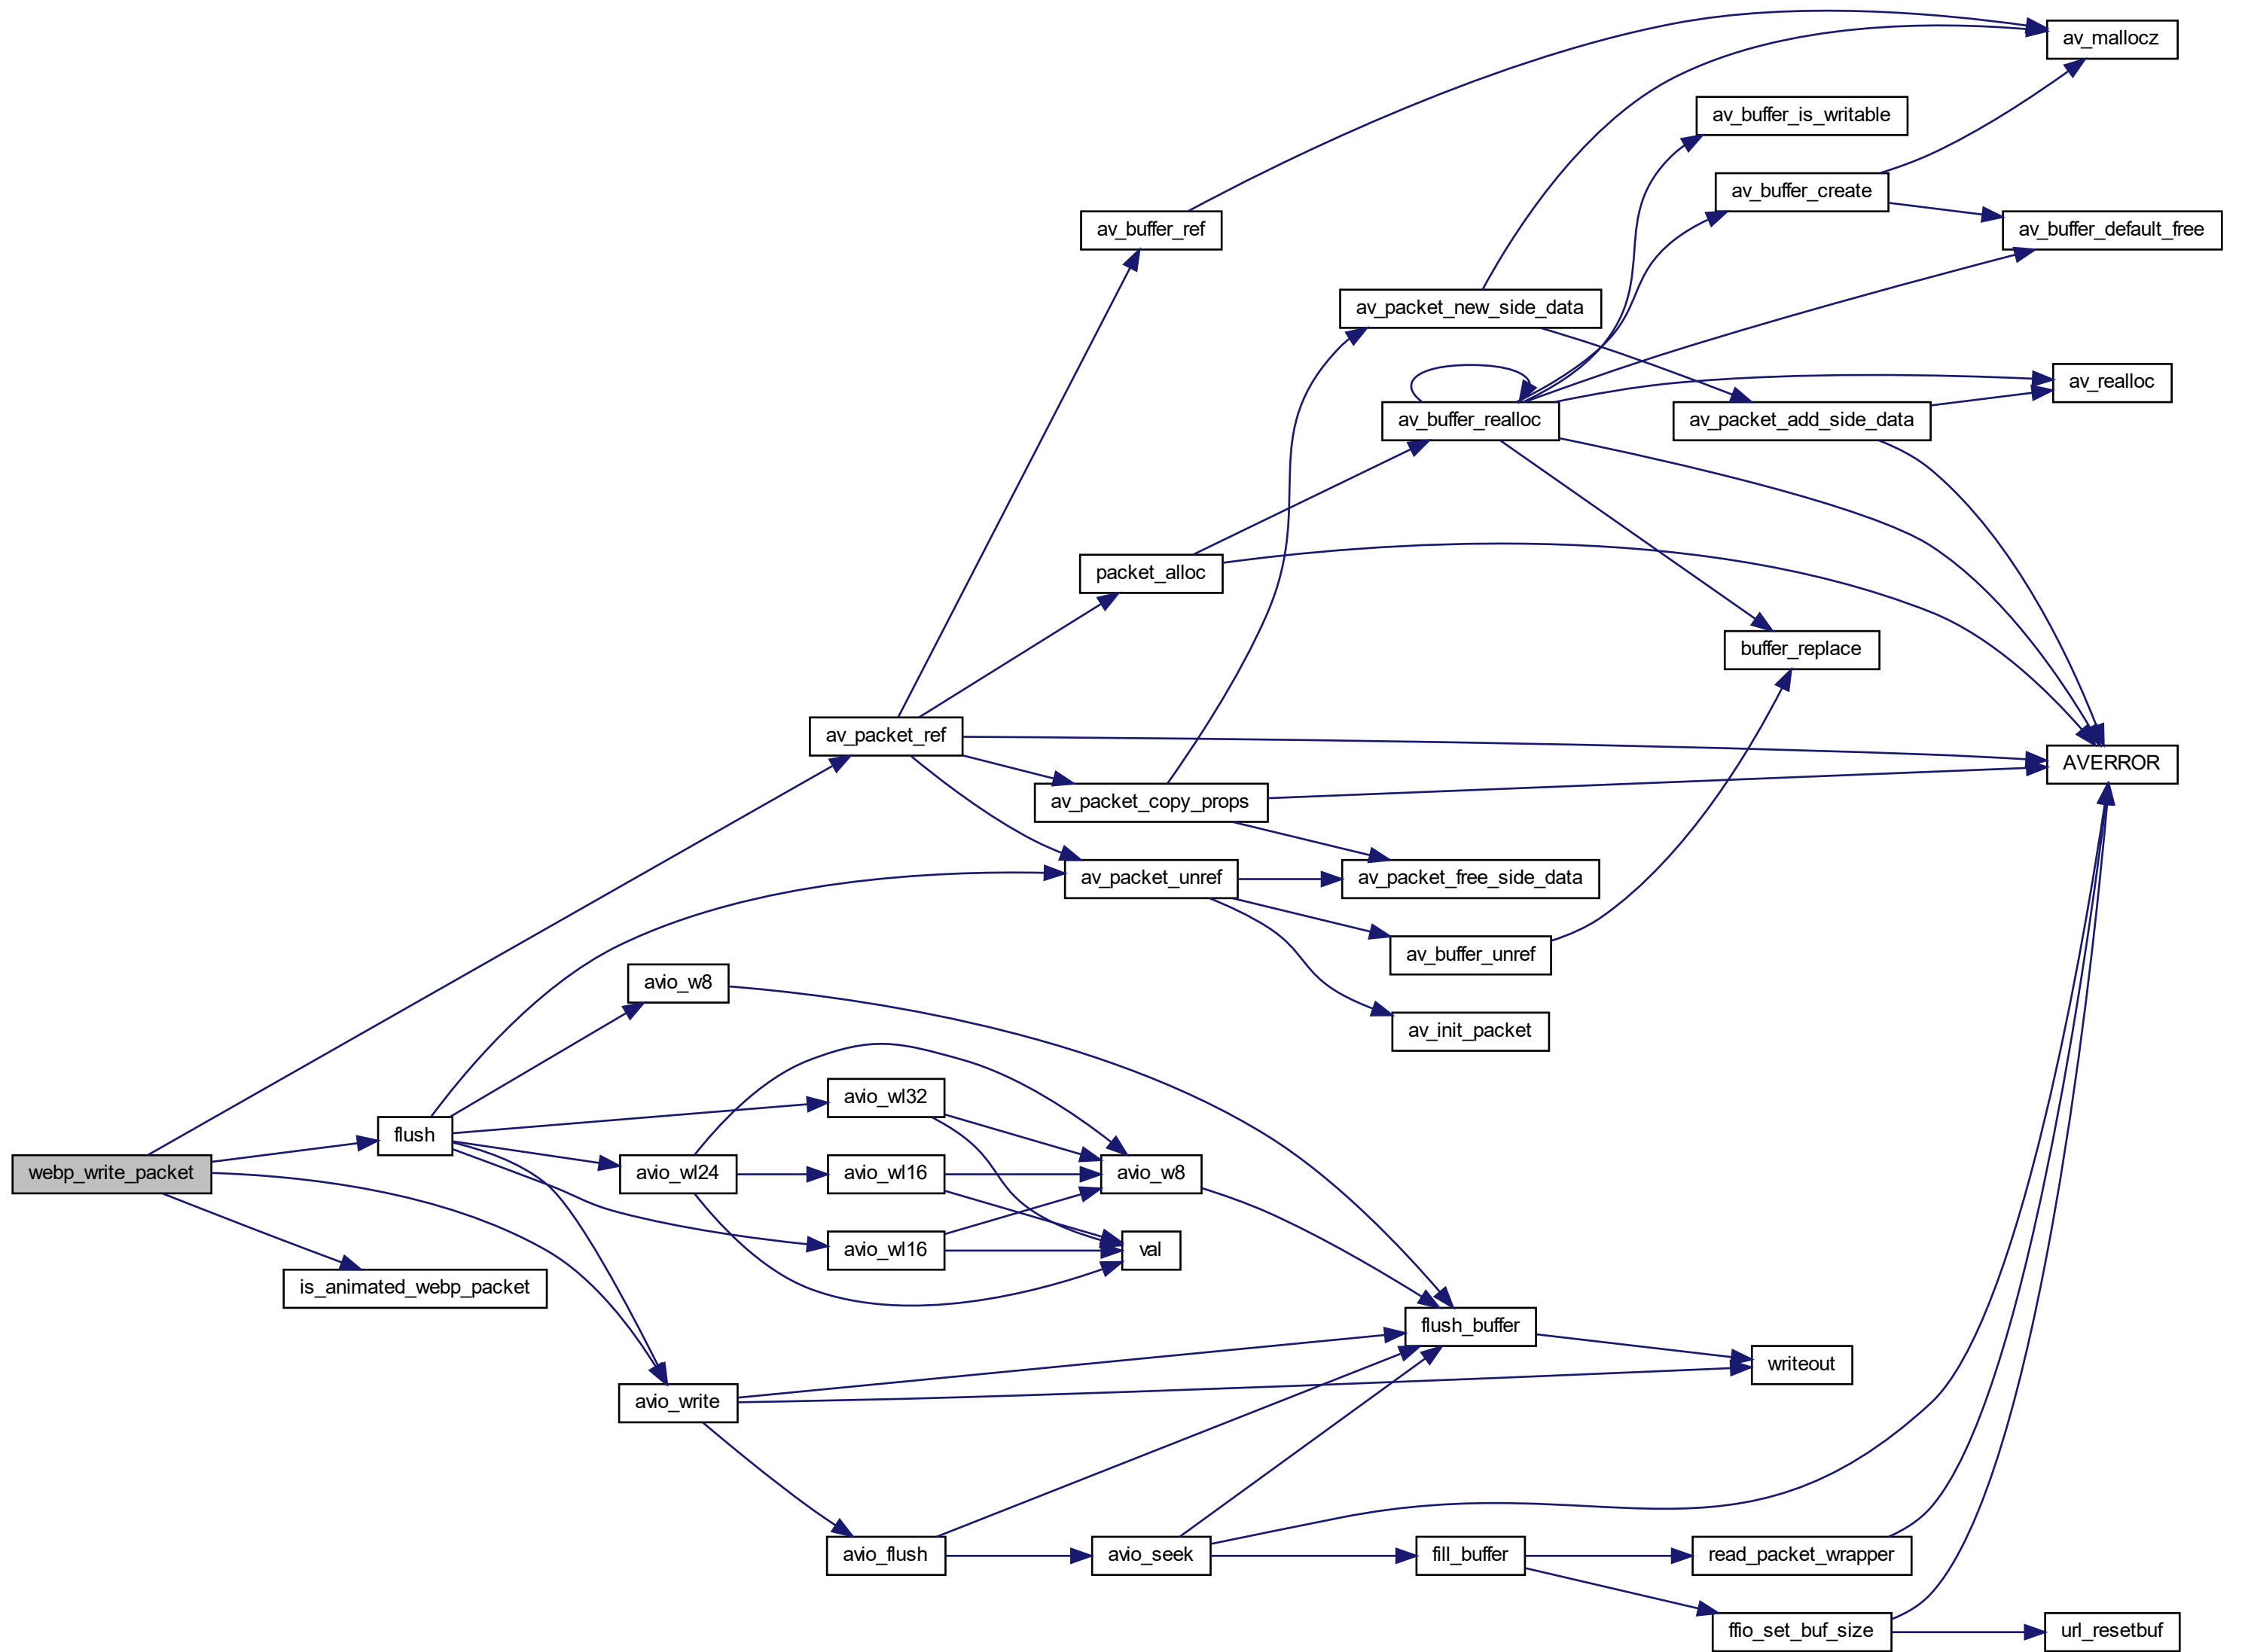 av_mallocz
av_buffer_is_writable
av_buffer_create
av_buffer_ref
av_buffer_default_free
av_packet_new_side_data
av_realloc
av_buffer_realloc
av_packet_add_side_data
packet_alloc
buffer_replace
av_packet_ref
AVERROR
av_packet_copy_props
av_packet_unref
av_packet_free_side_data
av_buffer_unref
avio_w8
av_init_packet
avio_wl32
flush
webp_write_packet
avio_wl24
avio_wl16
avio_w8
avio_wl16
val
is_animated_webp_packet
flush_buffer
writeout
avio_write
avio_flush
avio_seek
fill_buffer
read_packet_wrapper
ffio_set_buf_size
url_resetbuf